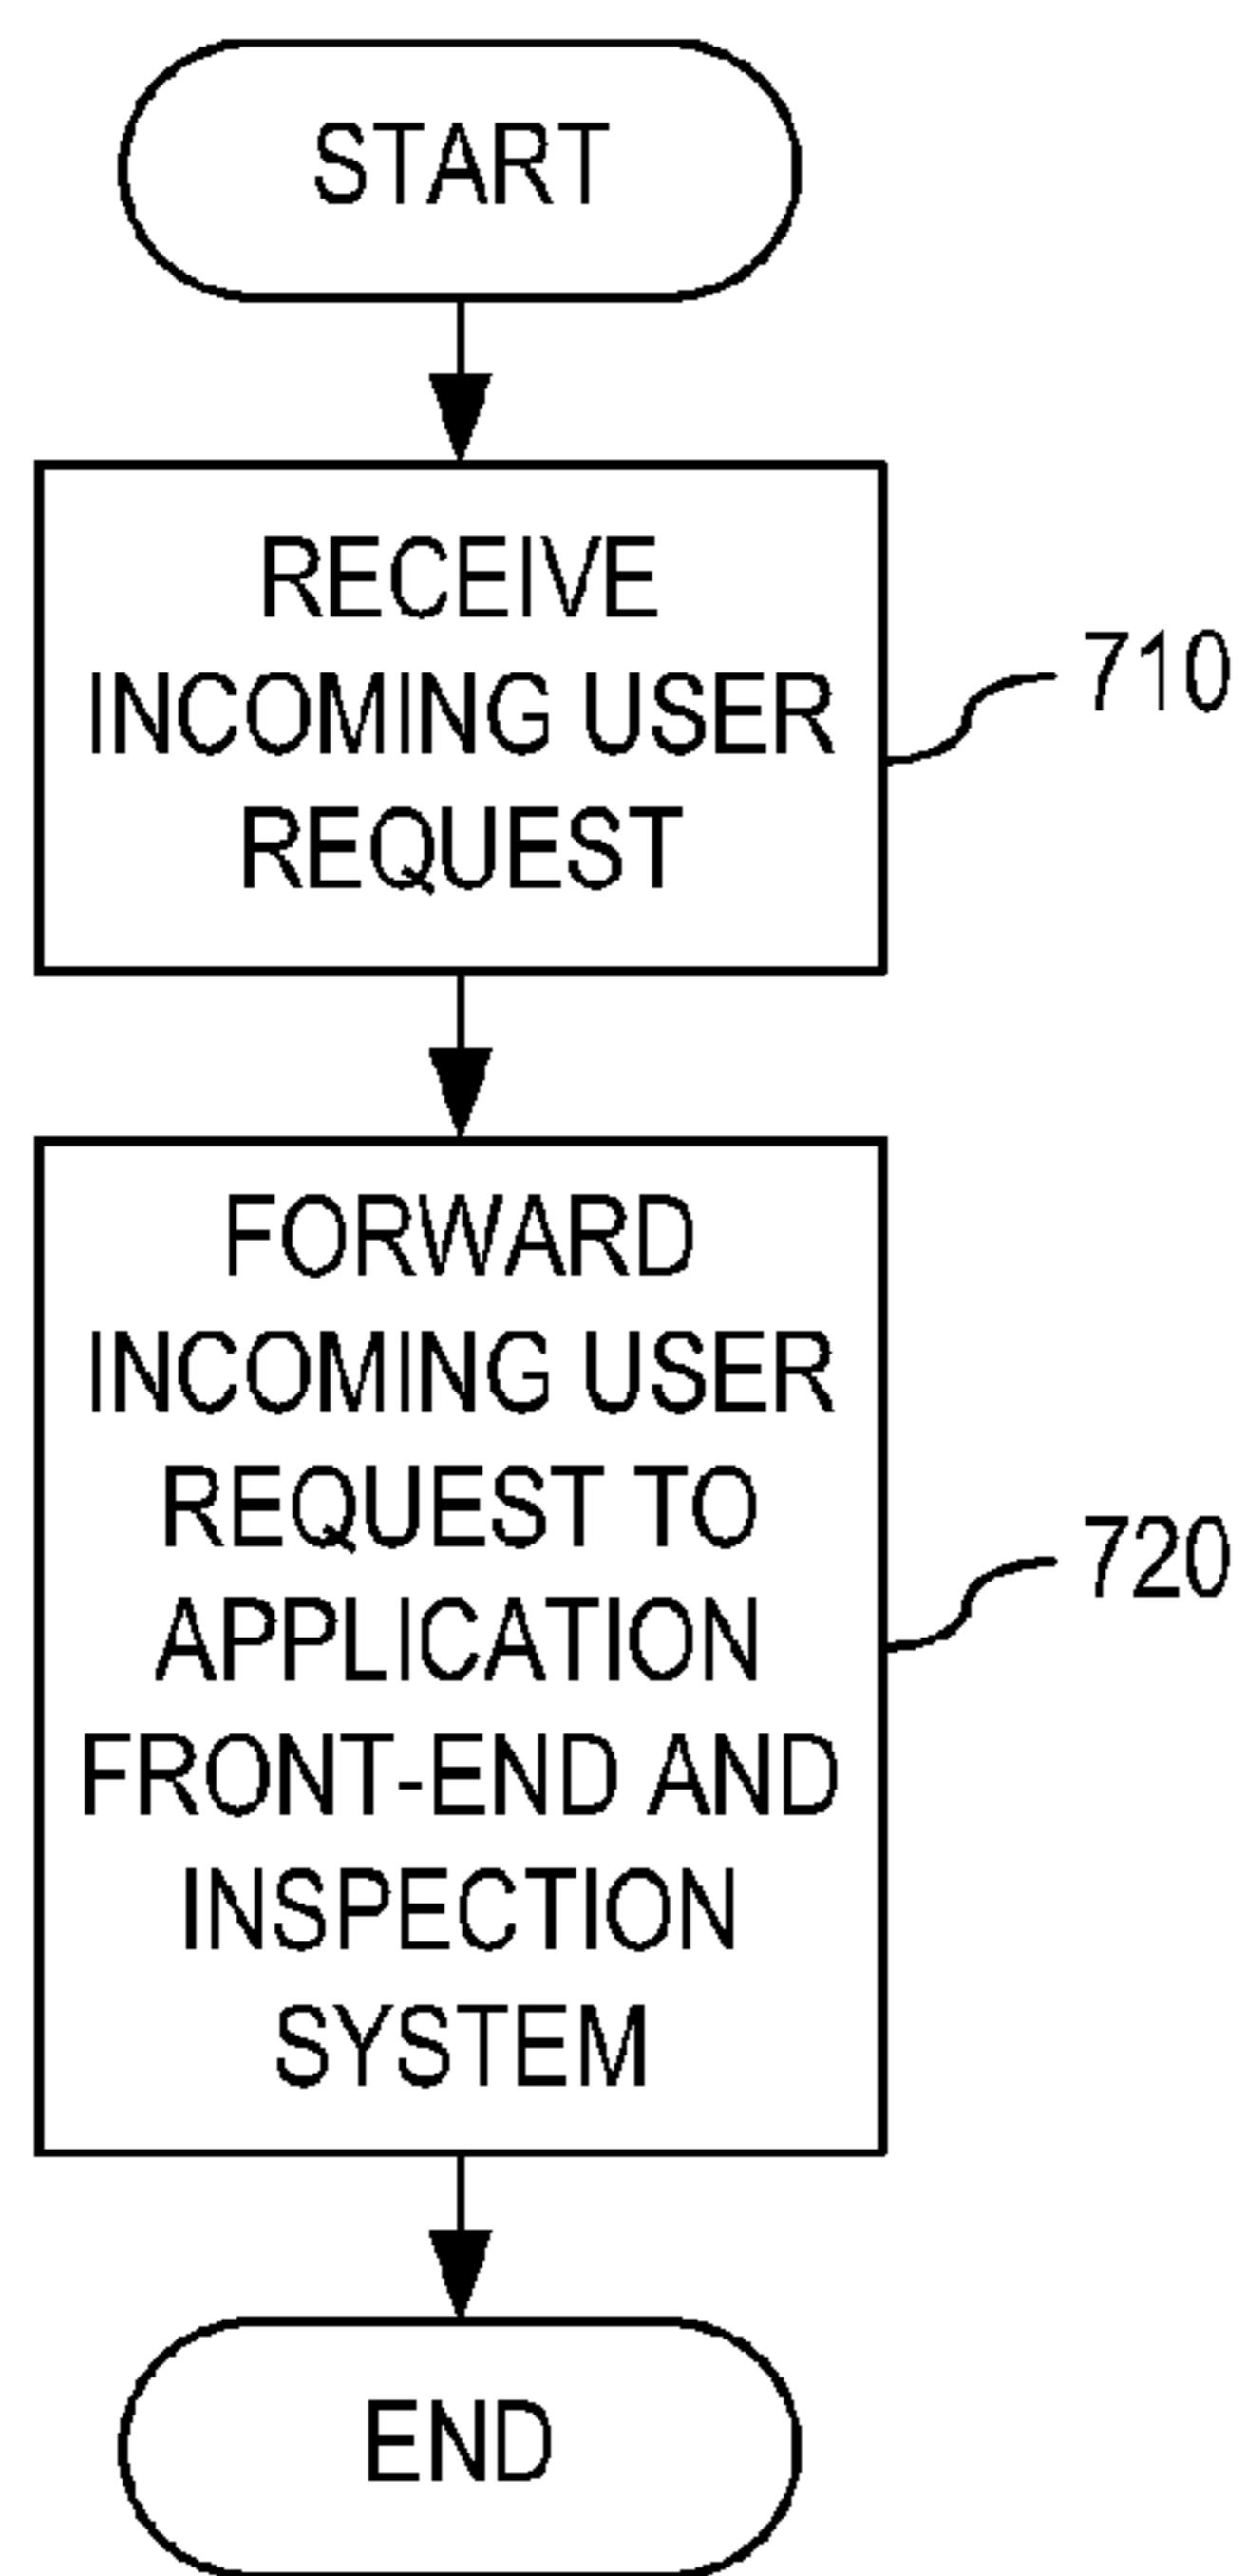 START
RECEIVE
INCOMING USER
REQUEST
710
FORWARD
INCOMING USER
REQUEST TO
APPLICATION
FRONT-END AND
INSPECTION
SYSTEM
720
END